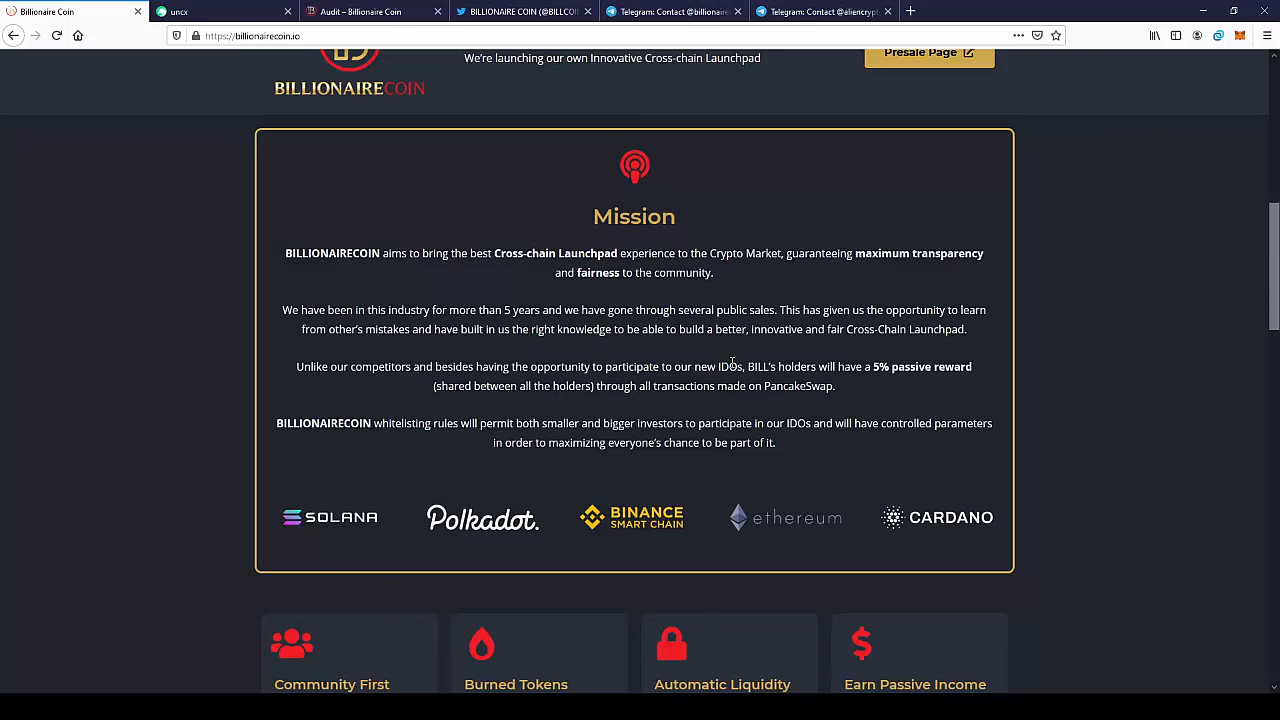 Billionaire Coin
uncx
Audit – Billionaire Coin
BILLIONAIRE COIN (@BILLCOI
Telegram: Contact @billionaire
Telegram: Contact @aliencrypt
https://billionairecoin.io
We're launching our own Innovative Cross-chain Launchpad
Presale Page
BILLIONAIRECOIN
Mission
BILLIONAIRECOIN aims to bring the best Cross-chain Launchpad experience to the Crypto Market, guaranteeing maximum transparency
and fairness to the community.
We have been in this industry for more than 5 years and we have gone through several public sales. This has given us the opportunity to learn
from other's mistakes and have built in us the right knowledge to be able to build a better, innovative and fair Cross-Chain Launchpad.
Unlike our competitors and besides having the opportunity to participate to our new IDOs, BILL's holders will have a 5% passive reward
(shared between all the holders) through all transactions made on PancakeSwap.
BILLIONAIRECOIN whitelisting rules will permit both smaller and bigger investors to participate in our IDOs and will have controlled parameters
in order to maximizing everyone's chance to be part of it.
SOLANA
Polkadot.
BINANCE
SMART CHAIN
ethereum
CARDANO
Community First
Burned Tokens
Automatic Liquidity
Earn Passive Income